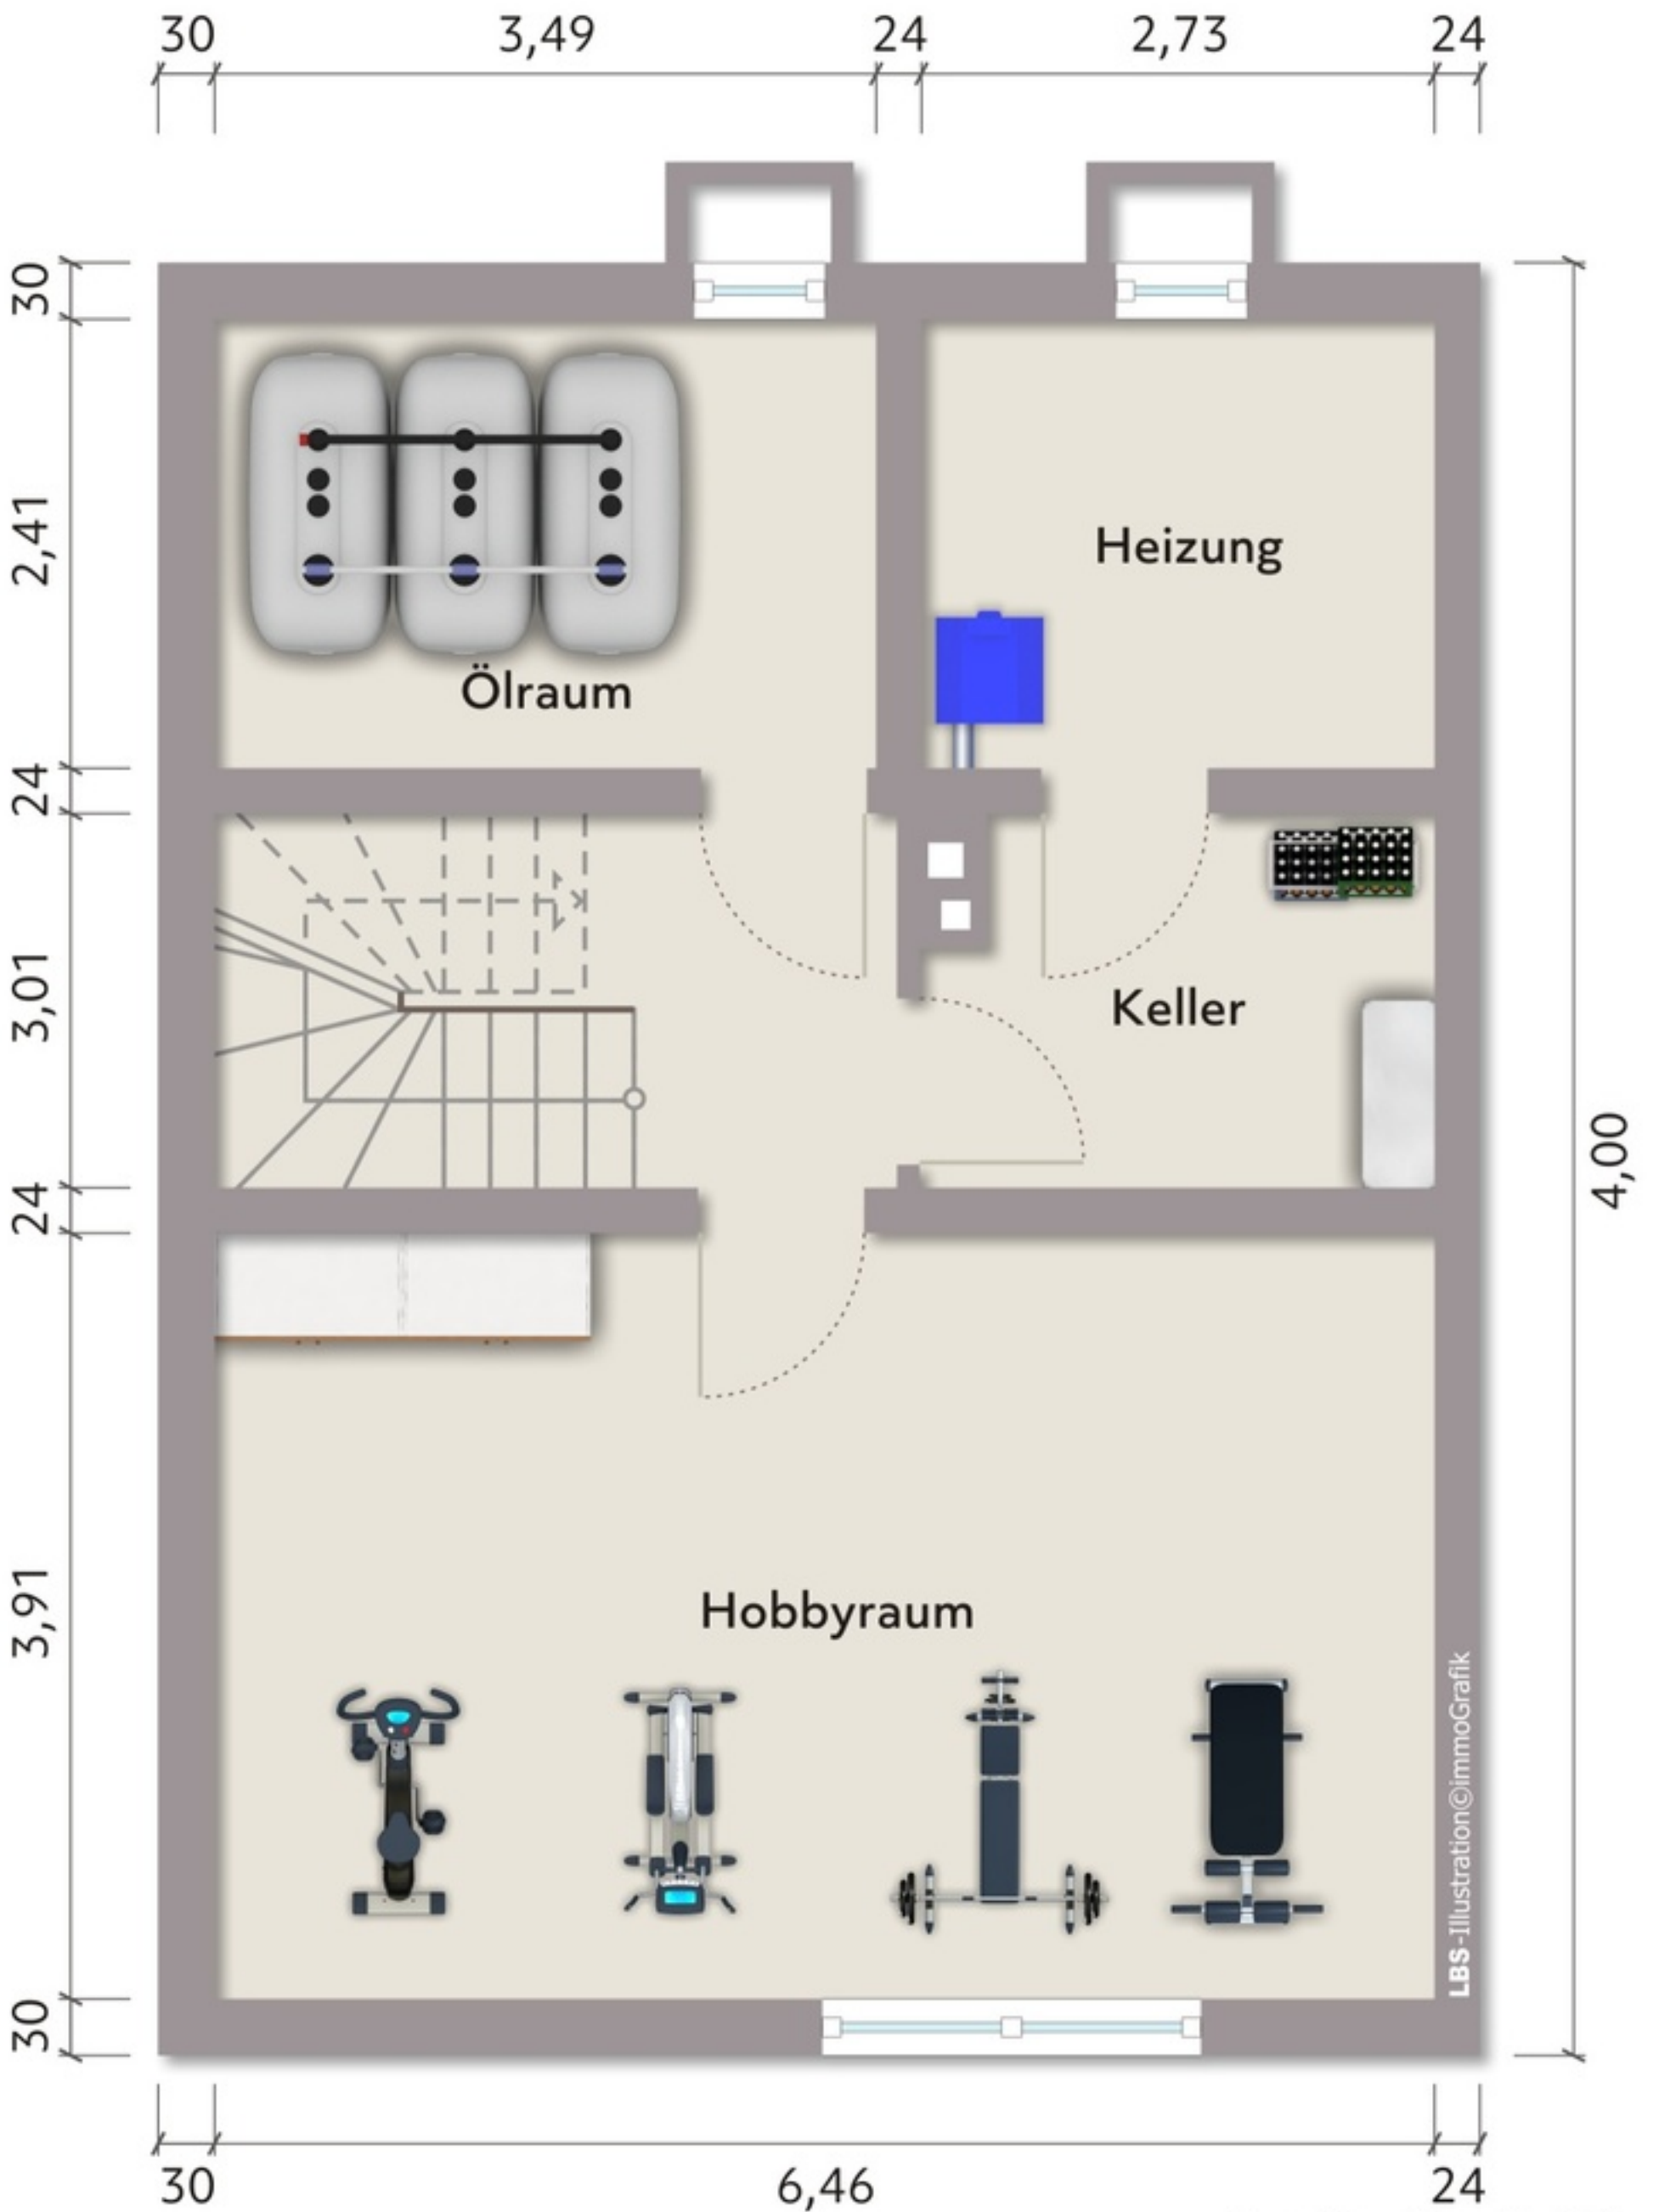 30 3,49 24 2,73 24
30
2,41
24
3,01
24
3,91
30
Heizung
Ölraum
Keller
4,00
Hobbyraum
LBS-Illustration©immoGrafik
30 6,46 24